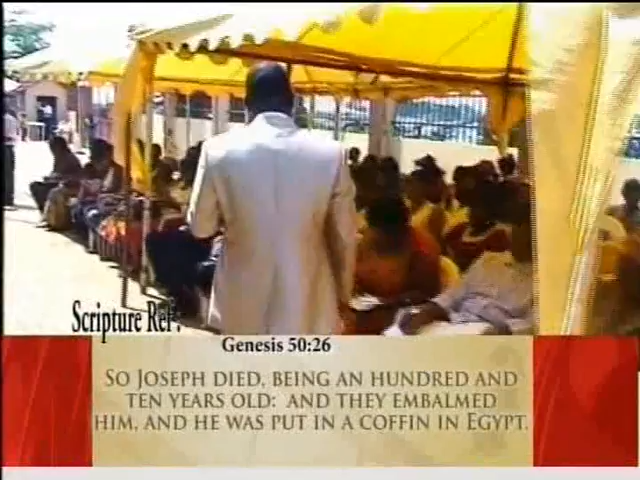 Scripture Ref:
Genesis 50:26
So Joseph died, being an hundred and
ten years old: and they embalmed
him, and he was put in a coffin in Egypt.